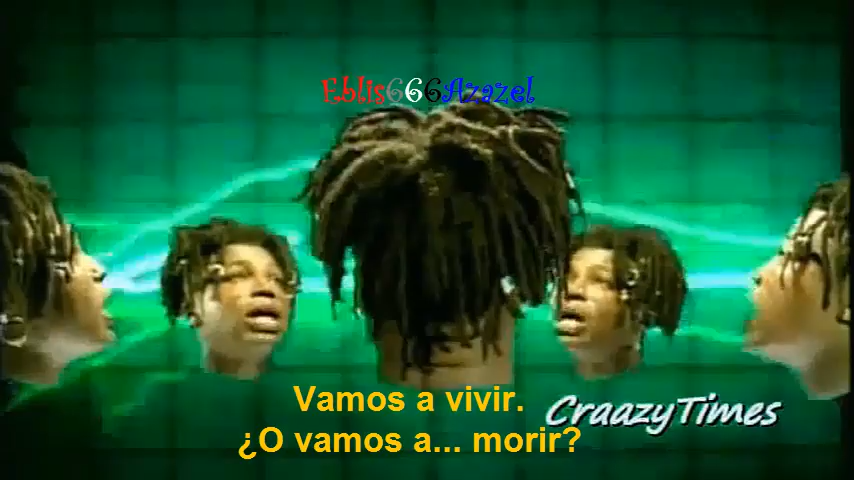 Eblis666Azazel
Vamos a vivir.
CraazyTimes
¿O vamos a... morir?